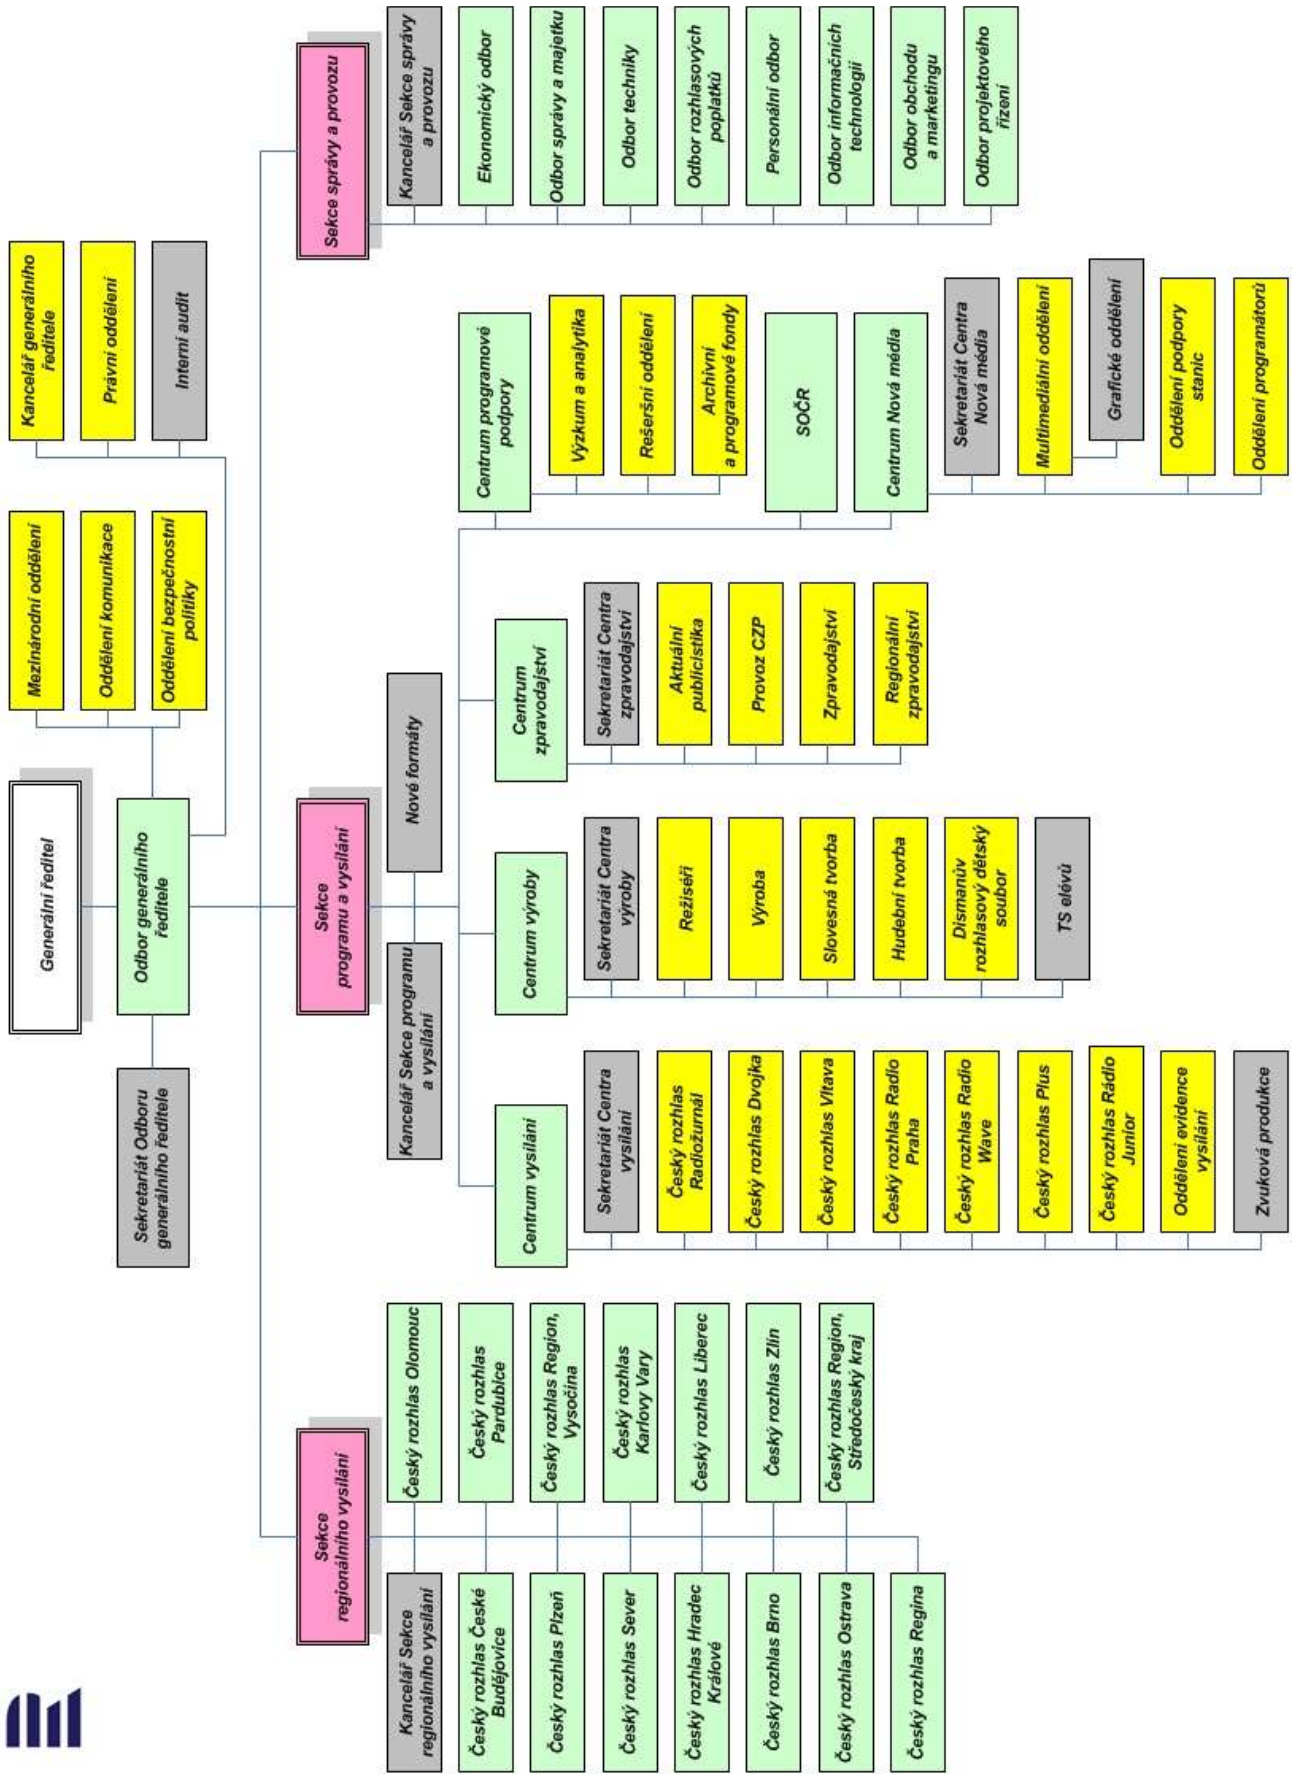 Generální ředitel
Odbor generálního
ředitele
Sekretariát Odboru
generálního ředitele
Mezinárodní oddělení
Oddělení komunikace
Oddělení bezpečnostní
politiky
Kancelář generálního
ředitele
Právní oddělení
Interní audit
Sekce
regionálního vysílání
Kancelář Sekce
regionálního vysílání
Český rozhlas Olomouc
Český rozhlas České
Budějovice
Český rozhlas
Pardubice
Český rozhlas Plzeň
Český rozhlas Region,
Vysočina
Český rozhlas Sever
Český rozhlas
Karlovy Vary
Český rozhlas Hradec
Králové
Český rozhlas Liberec
Český rozhlas Brno
Český rozhlas Zlín
Český rozhlas Ostrava
Český rozhlas Region,
Středočeský kraj
Český rozhlas Regina
Sekce
programu a vysílání
Kancelář Sekce programu
a vysílání
Nové formáty
Centrum vysílání
Sekretariát Centra
vysílání
Český rozhlas
Radiožurnál
Český rozhlas Dvojka
Český rozhlas Vltava
Český rozhlas Radio
Praha
Český rozhlas Radio
Wave
Český rozhlas Plus
Český rozhlas Rádio
Junior
Oddělení evidence
vysílání
Zvuková produkce
Centrum výroby
Sekretariát Centra
výroby
Režiséři
Výroba
Slovesná tvorba
Hudební tvorba
Dismanův
rozhlasový dětský
soubor
TS elévů
Centrum
zpravodajství
Sekretariát Centra
zpravodajství
Aktuální
publicistika
Provoz CZP
Zpravodajství
Regionální
zpravodajství
Centrum programové
podpory
Výzkum a analytika
Rešeršní oddělení
Archivní
a programové fondy
SOČR
Centrum Nová média
Sekretariát Centra
Nová média
Multimediální oddělení
Grafické oddělení
Oddělení podpory
stanic
Oddělení programátorů
Sekce správy a provozu
Kancelář Sekce správy
a provozu
Ekonomický odbor
Odbor správy a majetku
Odbor techniky
Odbor rozhlasových
poplatků
Personální odbor
Odbor informačních
technologií
Odbor obchodu
a marketingu
Odbor projektového
řízení